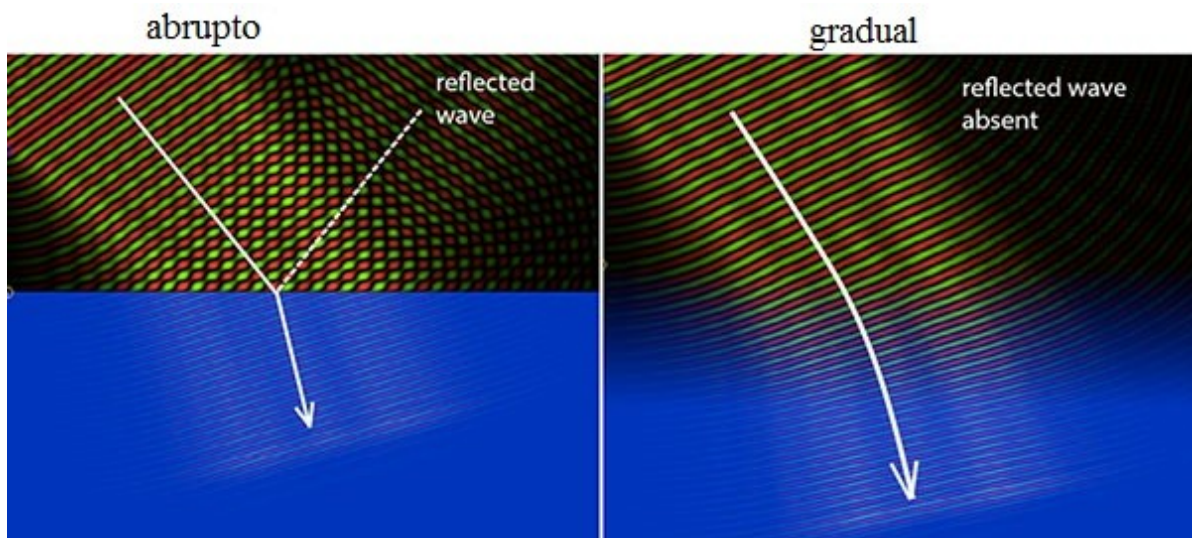 abrupto
gradual
reflected
wave
reflected wave
absent